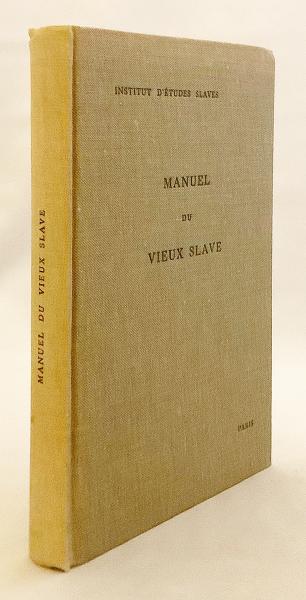 INSTITUT D'ÉTUDES SLAVES
MANUEL
DU
VIEUX SLAVE
PARIS
MANUEL DU VIEUX SLAVE